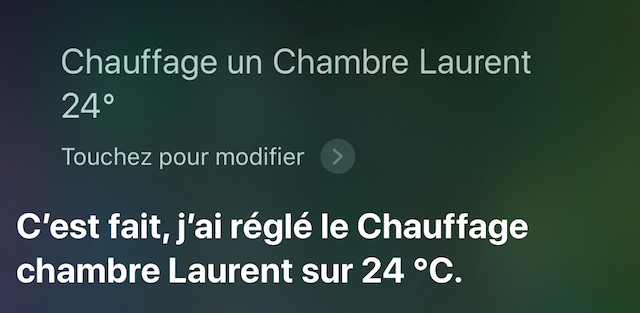 Chauffage un Chambre Laurent
24°
Touchez pour modifier
C’est fait, j’ai réglé le Chauffage
chambre Laurent sur 24 °C.